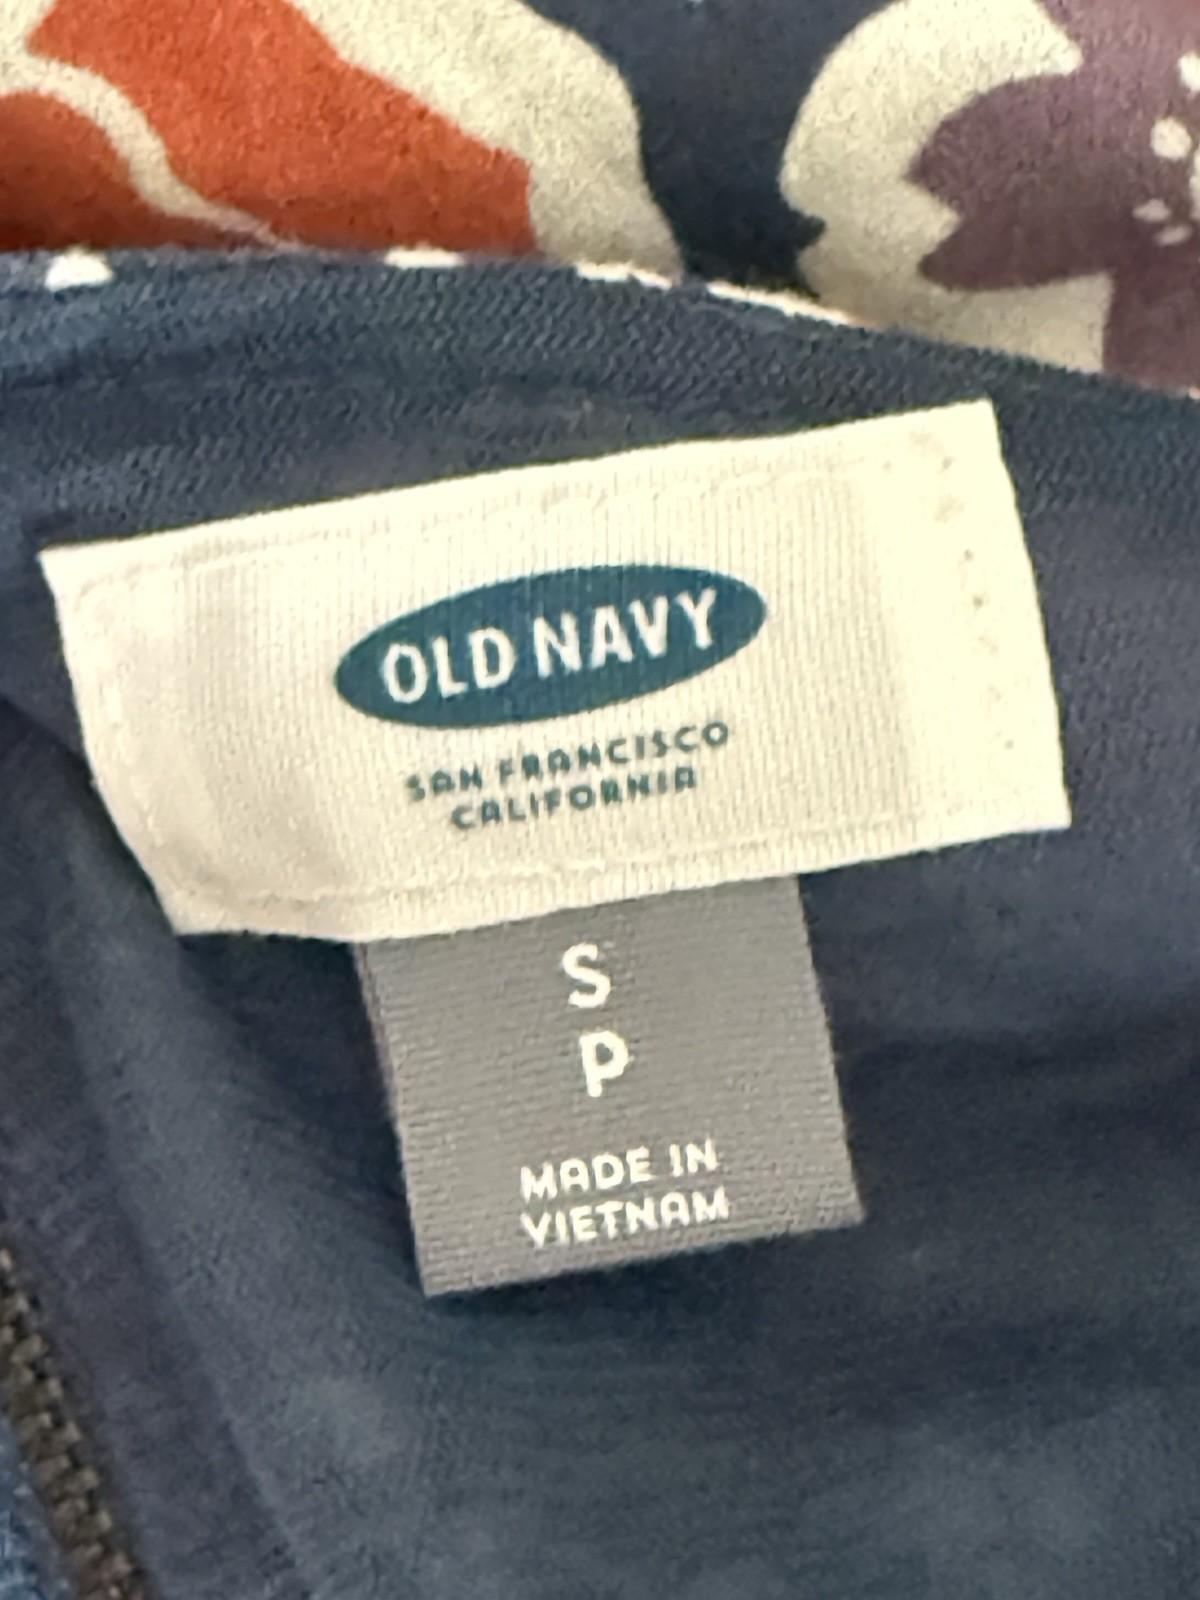 OLD NAVY
SAN FRANCISCO
CALIFORNIA
S
P
MADE IN
VIETNAM